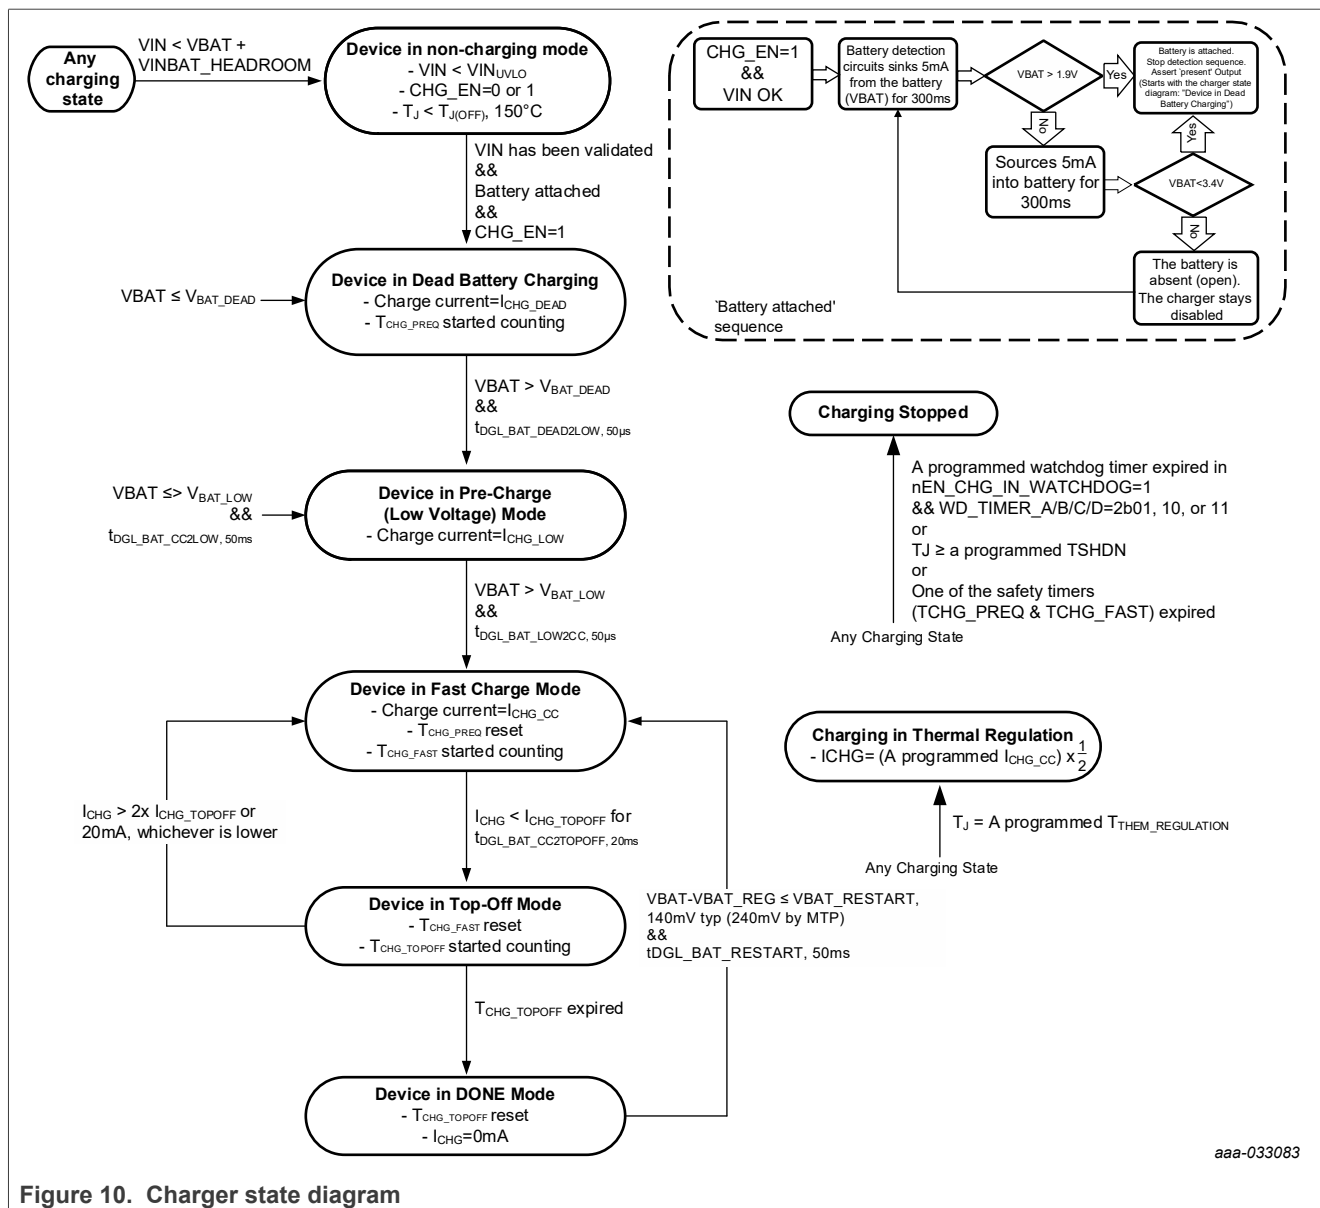 Any
charging
state
VIN < VBAT +
VINBAT_HEADROOM
Device in non-charging mode
- VIN < VINUVLO
- CHG_EN=0 or 1
- TJ < TJ(OFF), 150°C
VIN has been validated
&&
Battery attached
&&
CHG_EN=1
VBAT ≤ VBAT_DEAD
Device in Dead Battery Charging
- Charge current=ICHG_DEAD
- TCHG_PREQ started counting
VBAT > VBAT_DEAD
&&
tDGL_BAT_DEAD2LOW, 50µs
VBAT ≤> VBAT_LOW
&&
tDGL_BAT_CC2LOW, 50ms
Device in Pre-Charge
(Low Voltage) Mode
- Charge current=ICHG_LOW
VBAT > VBAT_LOW
&&
tDGL_BAT_LOW2CC, 50µs
Device in Fast Charge Mode
- Charge current=ICHG_CC
- TCHG_PREQ reset
- TCHG_FAST started counting
ICHG > 2x ICHG_TOPOFF or
20mA, whichever is lower
ICHG < ICHG_TOPOFF for
tDGL_BAT_CC2TOPOFF, 20ms
Device in Top-Off Mode
- TCHG_FAST reset
- TCHG_TOPOFF started counting
VBAT-VBAT_REG ≤ VBAT_RESTART,
140mV typ (240mV by MTP)
&&
tDGL_BAT_RESTART, 50ms
TCHG_TOPOFF expired
Device in DONE Mode
- TCHG_TOPOFF reset
- ICHG=0mA
CHG_EN=1
&&
VIN OK
Battery detection
circuits sinks 5mA
from the battery
(VBAT) for 300ms
VBAT > 1.9V
Yes
Battery is attached.
Stop detection sequence.
Assert 'present' Output
(Starts with the charger state
diagram: "Device in Dead
Battery Charging")
No
Yes
Sources 5mA
into battery for
300ms
VBAT<3.4V
No
The battery is
absent (open).
The charger stays
disabled
`Battery attached'
sequence
Charging Stopped
A programmed watchdog timer expired in
nEN_CHG_IN_WATCHDOG=1
&& WD_TIMER_A/B/C/D=2b01, 10, or 11
or
TJ ≥ a programmed TSHDN
or
One of the safety timers
(TCHG_PREQ & TCHG_FAST) expired
Any Charging State
Charging in Thermal Regulation
- ICHG= (A programmed ICHG_CC) x 1/2
TJ = A programmed TTHEM_REGULATION
Any Charging State
aaa-033083
Figure 10. Charger state diagram